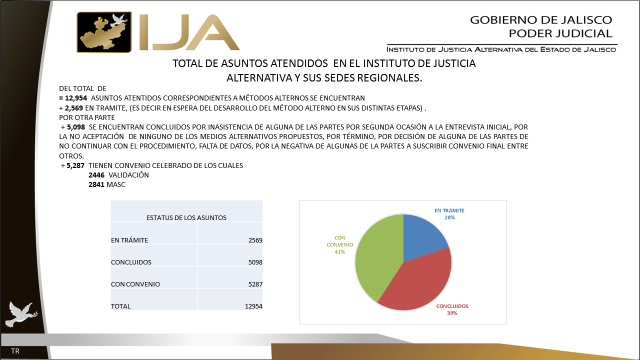 IJA
GOBIERNO DE JALISCO
PODER JUDICIAL
INSTITUTO DE JUSTICIA ALTERNATIVA DEL ESTADO DE JALISCO
TOTAL DE ASUNTOS ATENDIDOS EN EL INSTITUTO DE JUSTICIA
ALTERNATIVA Y SUS SEDES REGIONALES.
DEL TOTAL DE
= 12,954 ASUNTOS ATENTIDOS CORRESPONDIENTES A MÉTODOS ALTERNOS SE ENCUENTRAN
+ 2,569 EN TRAMITE, (ES DECIR EN ESPERA DEL DESARROLLO DEL MÉTODO ALTERNO EN SUS DISTINTAS ETAPAS) .
POR OTRA PARTE
+ 5,098 SE ENCUENTRAN CONCLUIDOS POR INASISTENCIA DE ALGUNA DE LAS PARTES POR SEGUNDA OCASIÓN A LA ENTREVISTA INICIAL, POR
LA NO ACEPTACIÓN DE NINGUNO DE LOS MEDIOS ALTERNATIVOS PROPUESTOS, POR TÉRMINO, POR DECISIÓN DE ALGUNA DE LAS PARTES DE
NO CONTINUAR CON EL PROCEDIMIENTO, FALTA DE DATOS, POR LA NEGATIVA DE ALGUNAS DE LA PARTES A SUSCRIBIR CONVENIO FINAL ENTRE
OTROS.
+ 5,287 TIENEN CONVENIO CELEBRADO DE LOS CUALES
2446 VALIDACIÓN
2841 MASC
ESTATUS DE LOS ASUNTOS
EN TRÁMITE 2569
CONCLUIDOS 5098
CON CONVENIO 5287
TOTAL 12954
EN TRÁMITE
20%
CON
CONVENIO
41%
CONCLUIDOS
39%
TR